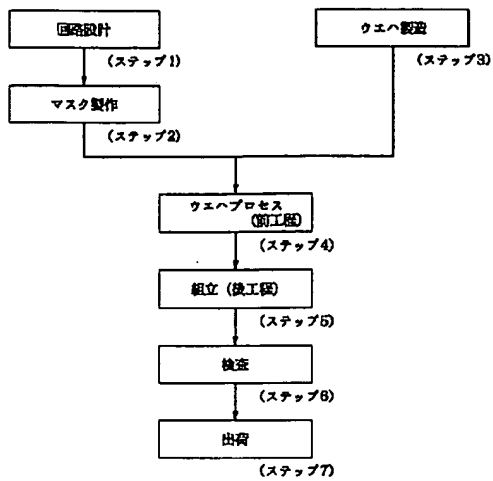 回路設計
(ステップ1)
ウエハ製造
(ステップ3)
マスク製作
(ステップ2)
ウエハプロセス
(前工程)
(ステップ4)
組立(後工程)
(ステップ5)
検査
(ステップ6)
出荷
(ステップ7)